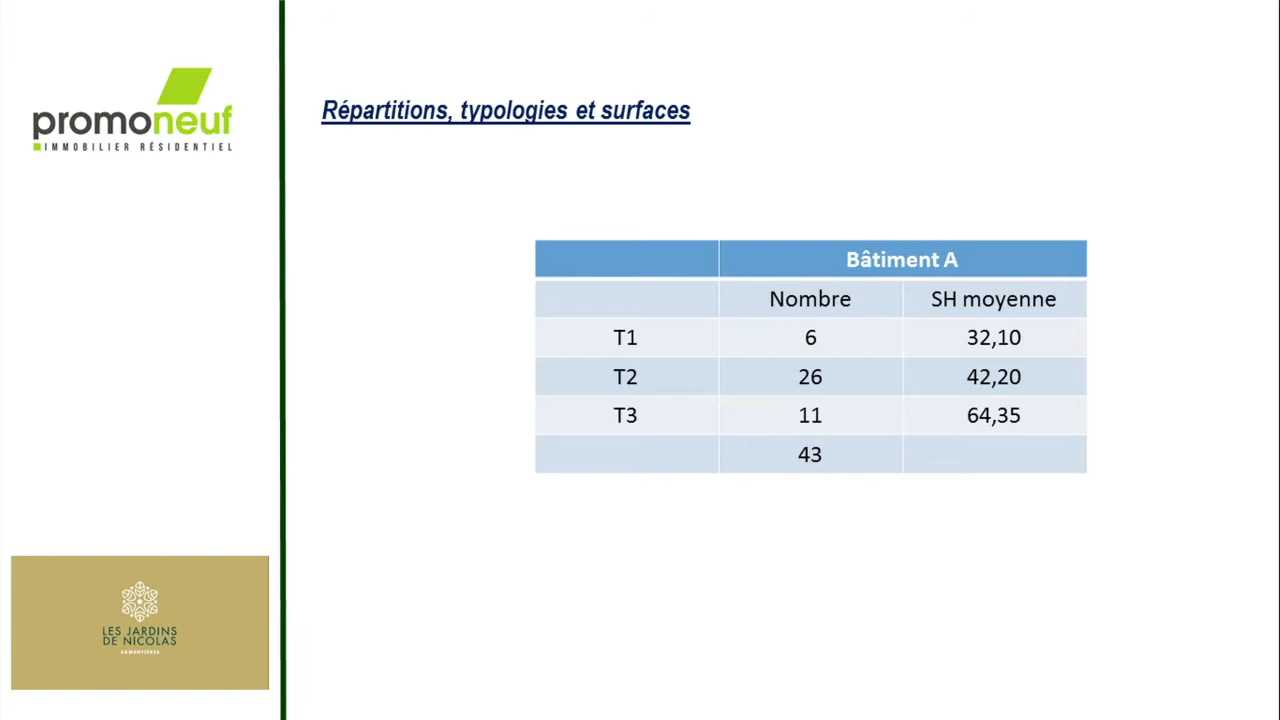 promoneuf
IMMOBILIER RÉSIDENTIEL
Répartitions, typologies et surfaces
Bâtiment A
Nombre SH moyenne
T1 6 32,10
T2 26 42,20
T3 11 64,35
43
LES JARDINS
DE NICOLAS
ARMENTIÈRES